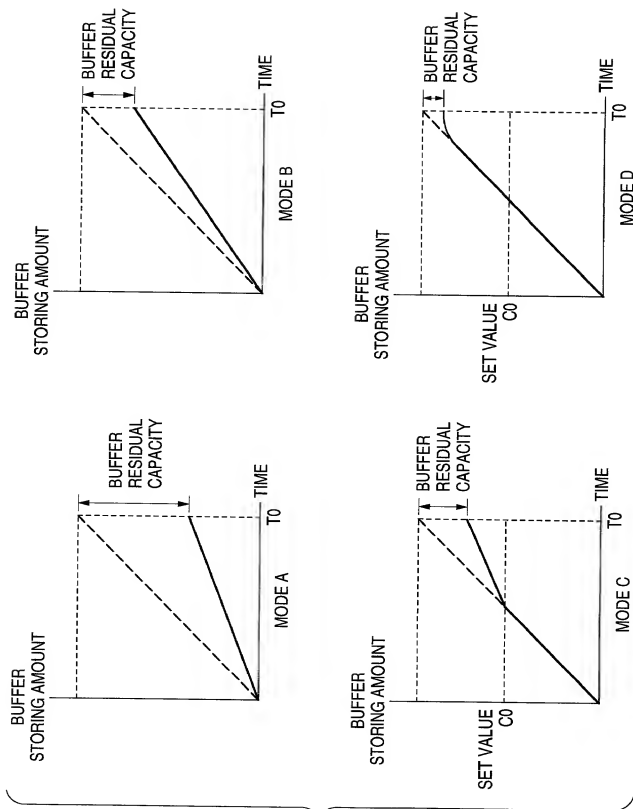 BUFFER
STORING AMOUNT
BUFFER
RESIDUAL
CAPACITY
T0
TIME
MODE A
BUFFER
STORING AMOUNT
BUFFER
RESIDUAL
CAPACITY
T0
TIME
MODE B
BUFFER
STORING AMOUNT
SET VALUE
C0
BUFFER
RESIDUAL
CAPACITY
T0
TIME
MODE C
BUFFER
STORING AMOUNT
SET VALUE
C0
BUFFER
RESIDUAL
CAPACITY
T0
TIME
MODE D